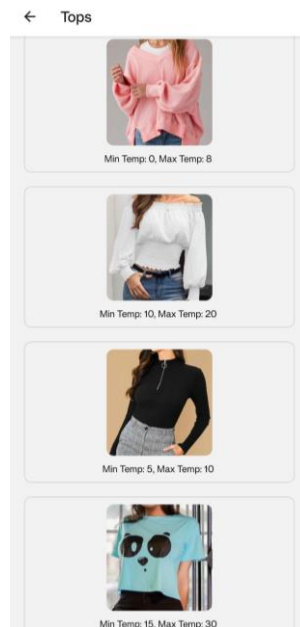 Tops
Min Temp: 0, Max Temp: 8
Min Temp: 10, Max Temp: 20
Min Temp: 5, Max Temp: 10
Min Temp: 15, Max Temp: 30